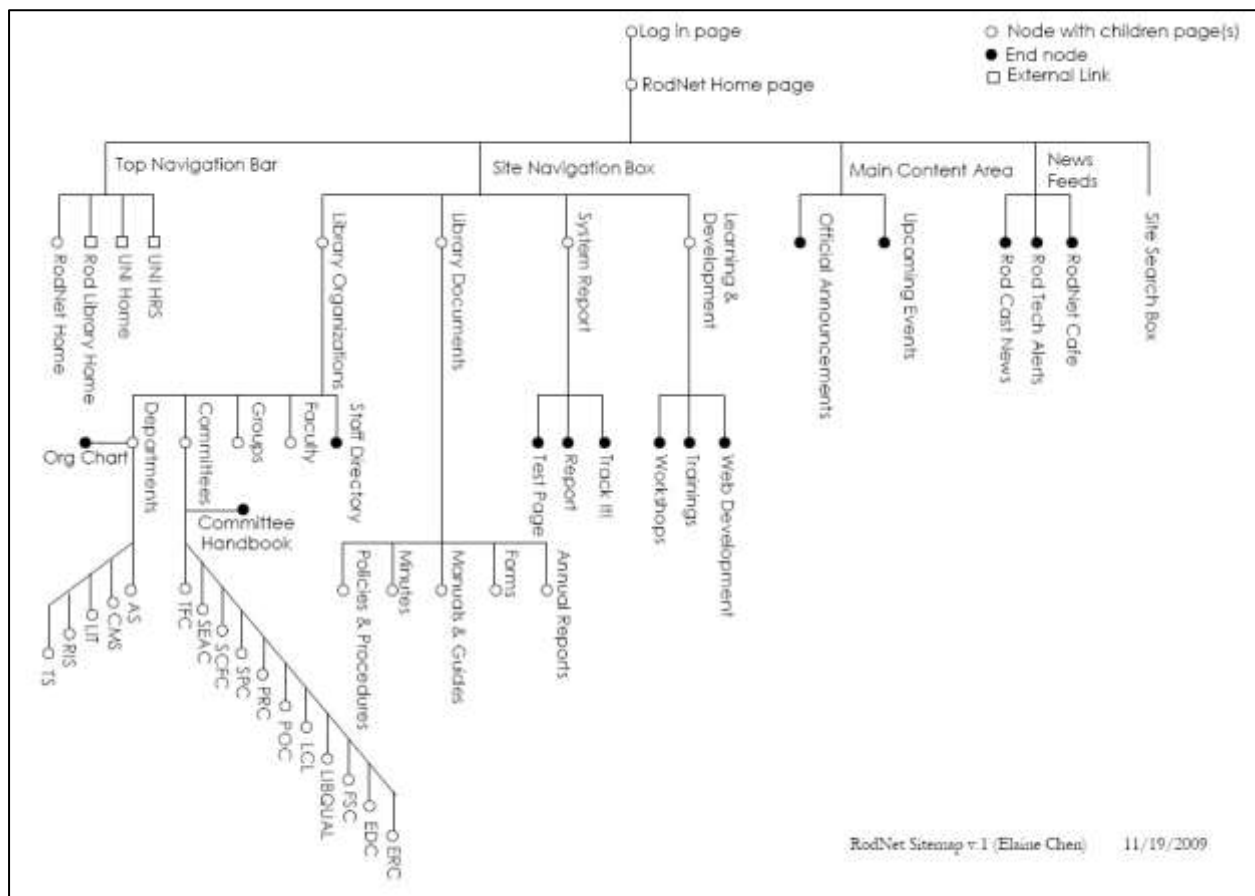 Log in page
Node with children page(s)
End node
External Link
RodNet Home page
Top Navigation Bar
Site Navigation Box
Main Content Area
News
Feeds
Site Search Box
RodNet Home
Rod Library Home
UNI Home
UNI HRS
Library Organizations
Library Documents
System Report
Learning &
Development
Official Announcements
Upcoming Events
Rod Cast News
Rod Tech Alerts
RodNet Cafe
Org Chart
Departments
Committees
Groups
Faculty
Staff Directory
Test Page
Report
Track It!
Workshops
Trainings
Web Development
Committee
Handbook
Policies & Procedures
Minutes
Manuals & Guides
Forms
Annual Reports
TS
RIS
LIT
CMS
AS
TFC
SEAC
SCFC
SPC
PRC
POC
LCL
LIBQUAL
FSC
EDC
ERC
RodNet Sitemap v.1 (Elaine Chen) 11/19/2009